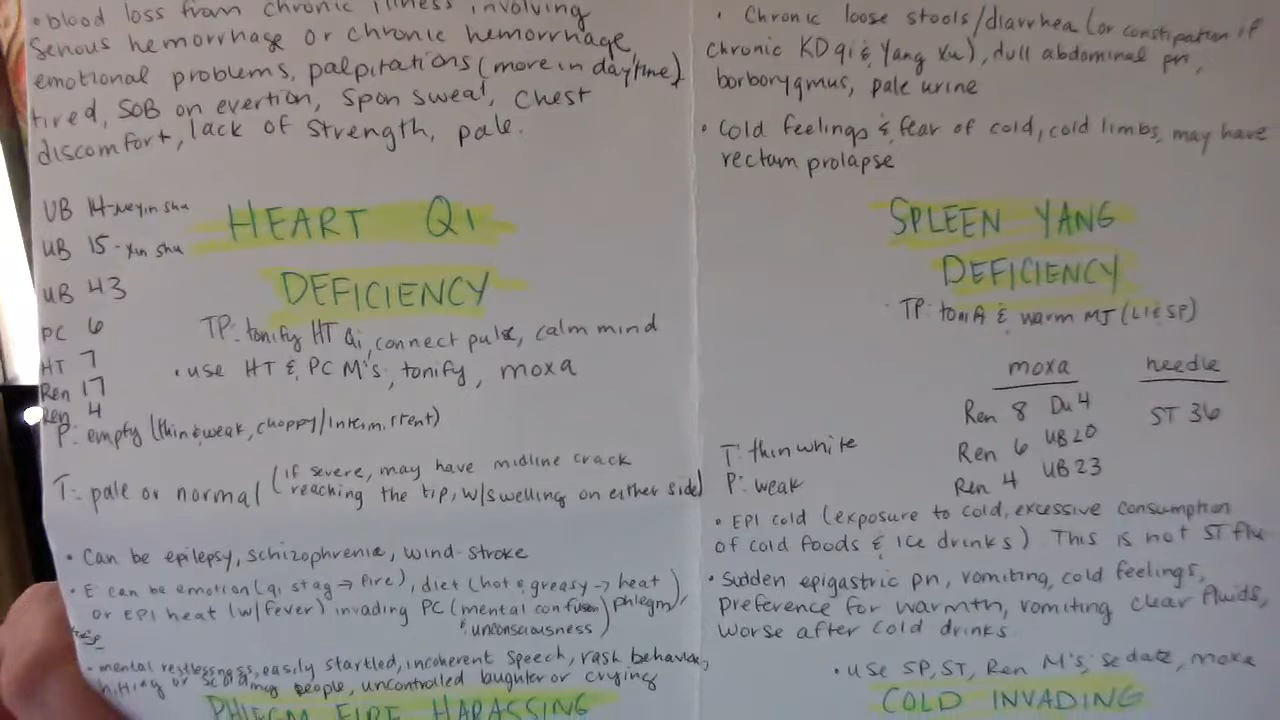 • blood loss from chronic illness involving
serious hemorrhage or chronic hemorrhage,
emotional problems, palpitations (more in daytime)
tired, SOB on evertion, Spon sweat, chest
discomfort, lack of strength, pale.
UB 14-jueyin shu
UB 15-xin shu
UB 43
PC 6
HT 7
Ren 17
Ren 4
HEART QI
DEFICIENCY
TP: tonify HT Qi, connect pulse, calm mind
• use HT & PC M's, tonify, moxa
P: empty (thin & weak, choppy/intermittent)
T: pale or normal (if severe, may have midline crack
reaching the tip, w/swelling on either side)
• Can be epilepsy, schizophrenia, wind-stroke
• E can be emotion (qi stag → fire), diet (hot & greasy → heat
phlegm),
or EPI heat (w/fever) invading PC (mental confusion
& unconsciousness)
• mental restlessness, easily startled, incoherent speech, rash behavior,
hitting or people, uncontrolled laughter or crying
PHLEGM FIRE HARASSING
• Chronic loose stools/diarrhea (or constipation if
chronic KD qi & Yang xu), dull abdominal pn,
borborygmus, pale urine
• Cold feelings & fear of cold, cold limbs, may have
rectum prolapse
SPLEEN YANG
DEFICIENCY
TP: & warm MJ
moxa
needle
Ren 8 Du 4
ST 36
Ren 6 UB 20
Ren 4 UB 23
T: thin white
P: weak
• EPI cold (exposure to cold, excessive consumption
of cold foods & ice drinks) This is not ST flu
• Sudden epigastric pn, vomiting, cold feelings,
preference for warmth, vomiting clear fluids,
worse after cold drinks
• use SP, ST, Ren M's, sedate, moxa
COLD INVADING